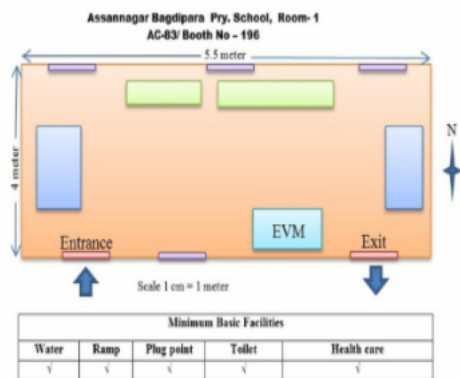 Assannagar Bagdipara Pry. School, Room- 1
AC-83/ Booth No – 196
5.5 meter
4 meter
N
EVM
Entrance
Exit
Scale 1 cm = 1 meter
Minimum Basic Facilities
Water Ramp Plug point Toilet Health care
√ √ √ √ √